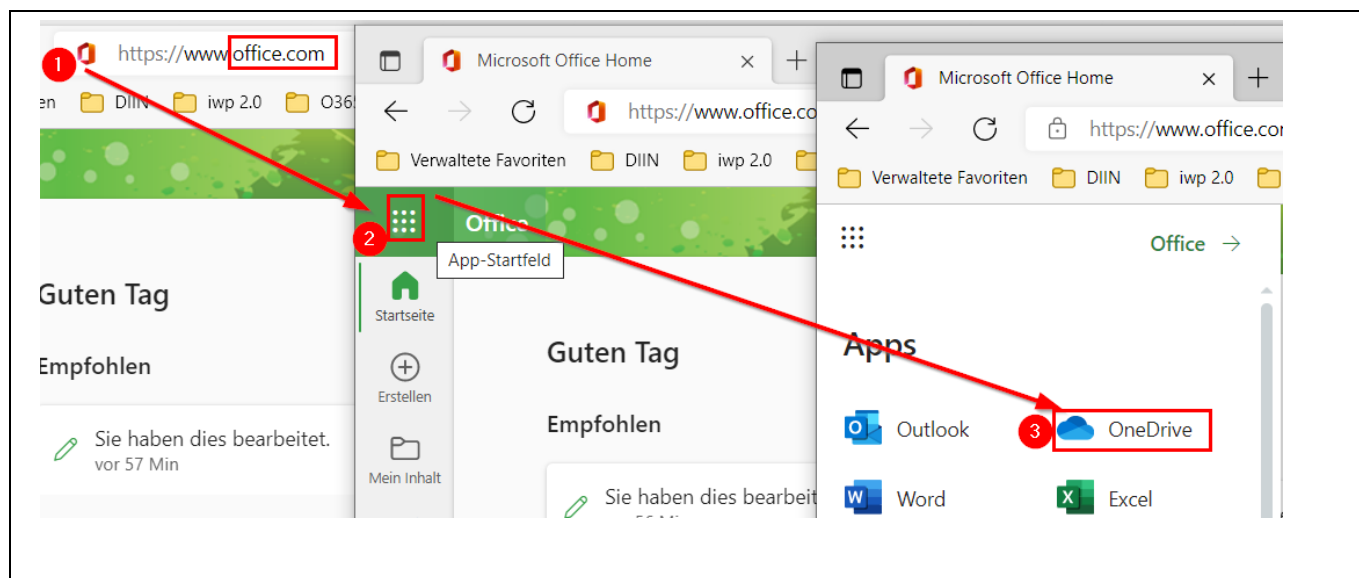 1
https://www.office.com
en DIIN iwp 2.0 O365
Guten Tag
Empfohlen
Sie haben dies bearbeitet.
vor 57 Min
Microsoft Office Home
https://www.office.co
Verwaltete Favoriten DIIN iwp 2.0
2
Office
App-Startfeld
Startseite
Erstellen
Mein Inhalt
Guten Tag
Empfohlen
Sie haben dies bearbeit
Microsoft Office Home
https://www.office.com
Verwaltete Favoriten DIIN iwp 2.0
Office →
Apps
Outlook
3
OneDrive
Word
Excel